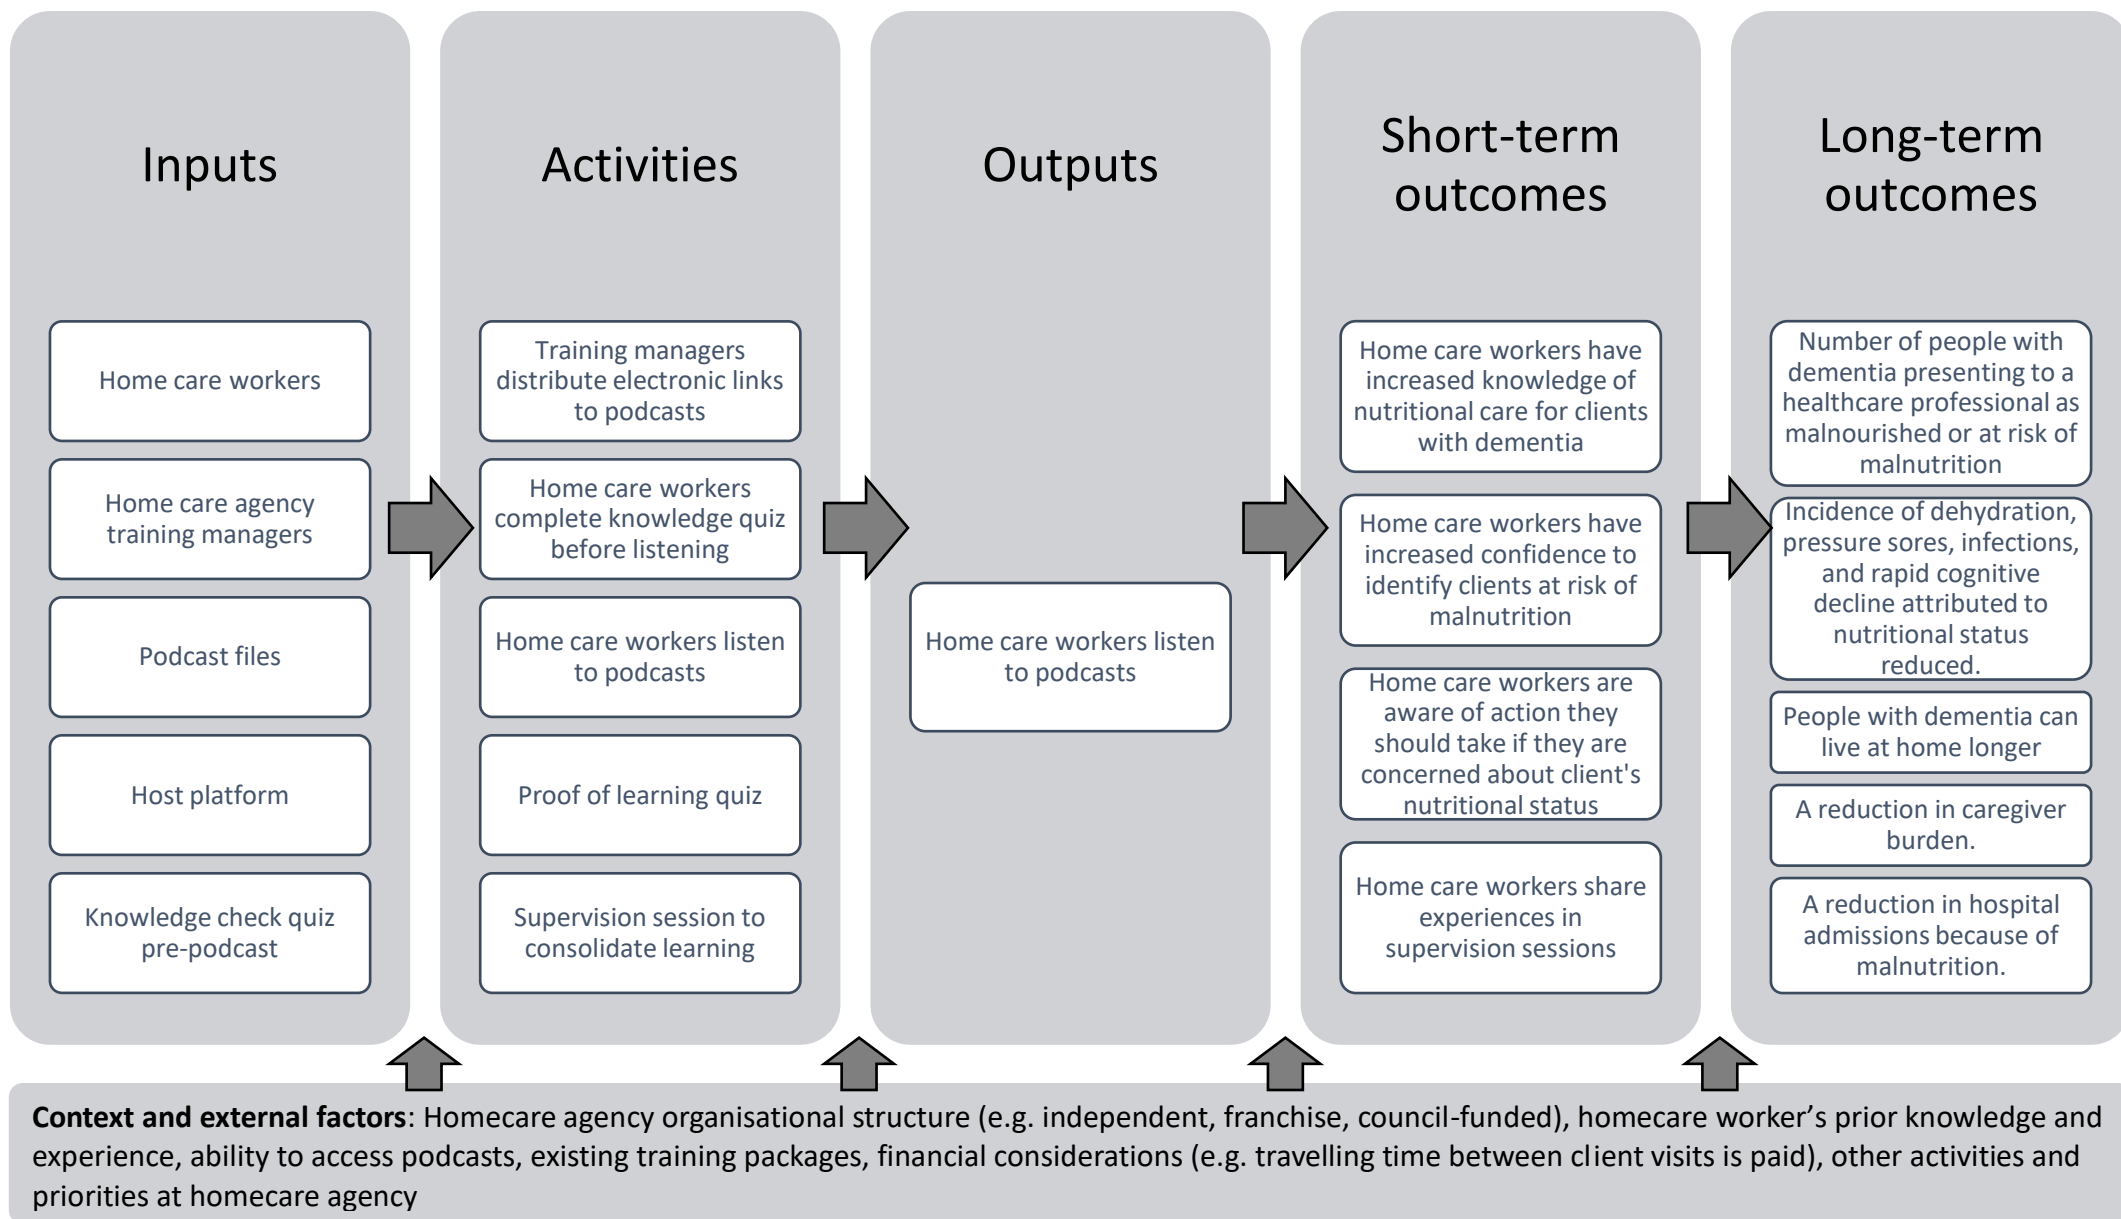 Inputs
Home care workers
Home care agency
training managers
Podcast files
Host platform
Knowledge check quiz
pre-podcast
Activities
Training managers
distribute electronic links
to podcasts
Home care workers
complete knowledge quiz
before listening
Home care workers listen
to podcasts
Proof of learning quiz
Supervision session to
consolidate learning
Outputs
Home care workers listen
to podcasts
Short-term
outcomes
Home care workers have
increased knowledge of
nutritional care for clients
with dementia
Home care workers have
increased confidence to
identify clients at risk of
malnutrition
Home care workers are
aware of action they
should take if they are
concerned about client's
nutritional status
Home care workers share
experiences in
supervision sessions
Long-term
outcomes
Number of people with
dementia presenting to a
healthcare professional as
malnourished or at risk of
malnutrition
Incidence of dehydration,
pressure sores, infections,
and rapid cognitive
decline attributed to
nutritional status
reduced.
People with dementia can
live at home longer
A reduction in caregiver
burden.
A reduction in hospital
admissions because of
malnutrition.
Context and external factors: Homecare agency organisational structure (e.g. independent, franchise, council-funded), homecare worker’s prior knowledge and
experience, ability to access podcasts, existing training packages, financial considerations (e.g. travelling time between client visits is paid), other activities and
priorities at homecare agency